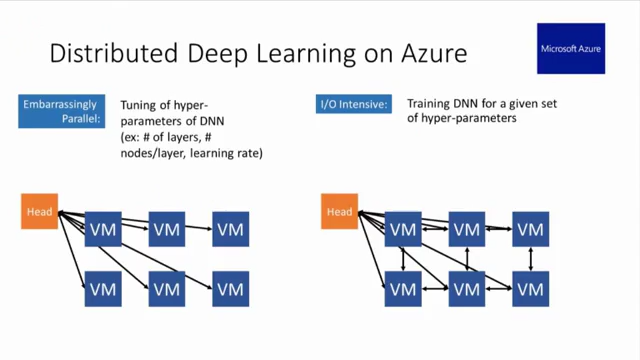 Distributed Deep Learning on Azure
Microsoft Azure
Embarrassingly
Parallel:
Tuning of hyper-
parameters of DNN
(ex: # of layers, #
nodes/layer, learning rate)
I/O Intensive:
Training DNN for a given set
of hyper-parameters
Head
VM VM VM
VM VM VM
Head
VM VM VM
VM VM VM